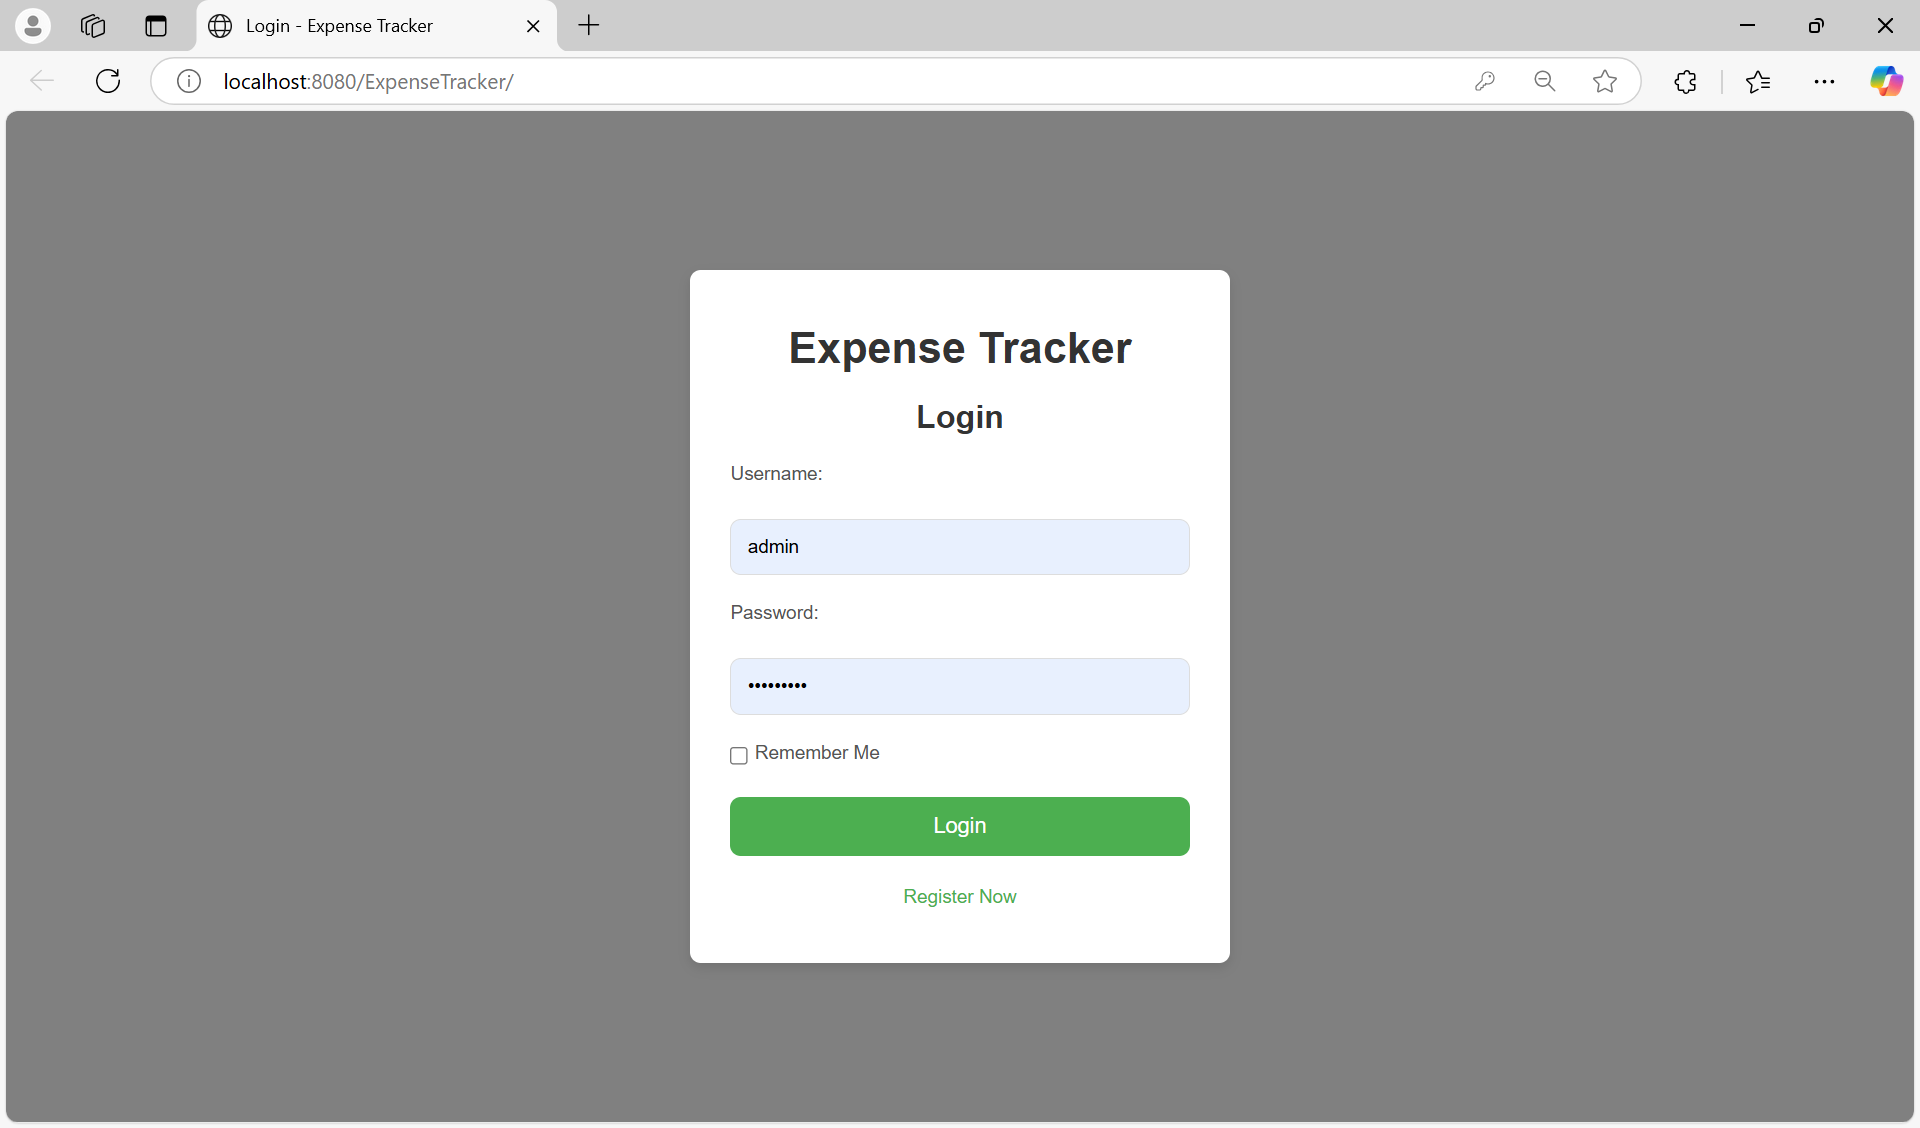 Login - Expense Tracker
localhost:8080/ExpenseTracker/
Expense Tracker
Login
Username:
admin
Password:
•••••••••
Remember Me
Login
Register Now